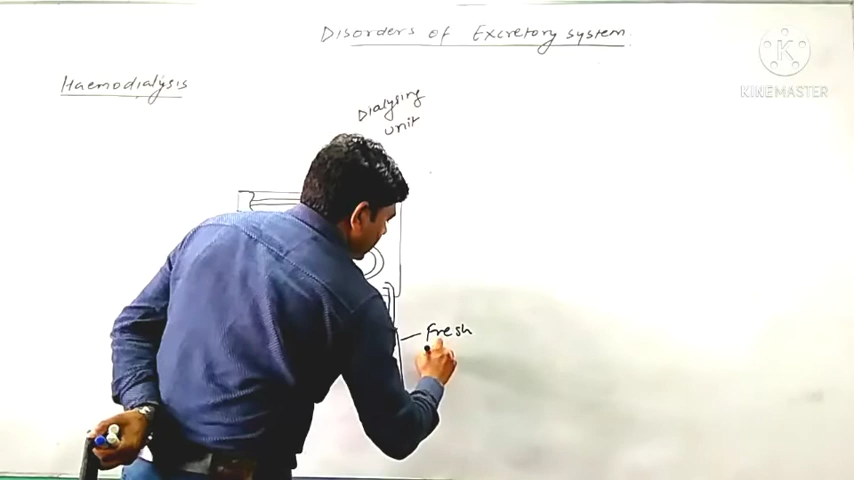 Disorders of Excretory system
Haemodialysis
K
KINEMASTER
Dialysing
unit
Fresh